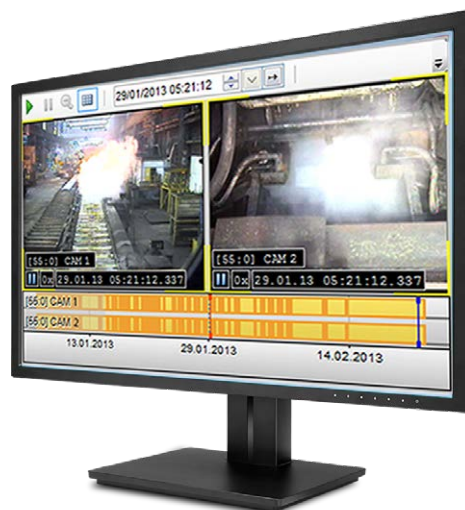 29/01/2013 05:21:12
[55:0] CAM 1
0x 29.01.13 05:21:12.337
[55:0] CAM 2
0x 29.01.13 05:21:12.337
[55:0] CAM 1
[55:0] CAM 2
13.01.2013
29.01.2013
14.02.2013